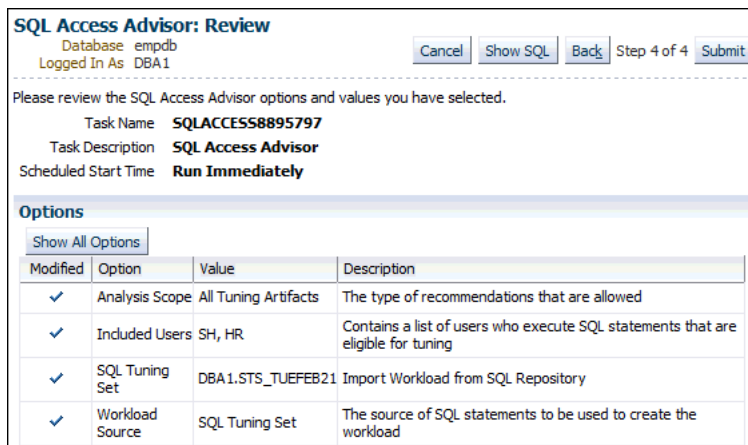 SQL Access Advisor: Review
Database empdb
Logged In As DBA1
Cancel Show SQL Back Step 4 of 4 Submit
Please review the SQL Access Advisor options and values you have selected.
Task Name SQLACCESS8895797
Task Description SQL Access Advisor
Scheduled Start Time Run Immediately
Options
Show All Options
Modified Option Value Description
Analysis Scope All Tuning Artifacts The type of recommendations that are allowed
Included Users SH, HR Contains a list of users who execute SQL statements that are
eligible for tuning
SQL Tuning
Set DBA1.STS_TUEFEB21 Import Workload from SQL Repository
Workload
Source SQL Tuning Set The source of SQL statements to be used to create the
workload